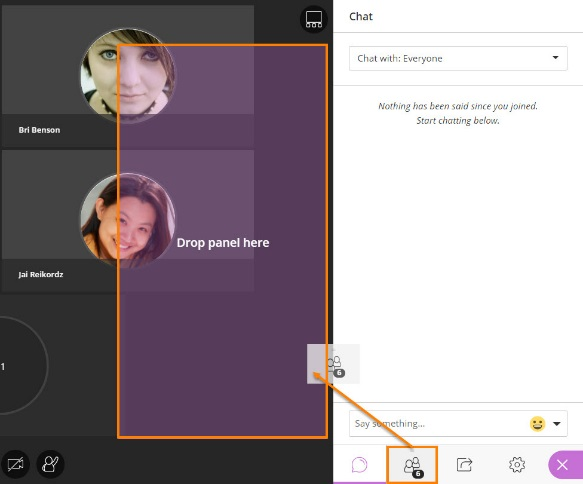 Chat
Chat with: Everyone
Nothing has been said since you joined.
Start chatting below.
Bri Benson
Drop panel here
Jai Reikordz
1
6
Say something...
6